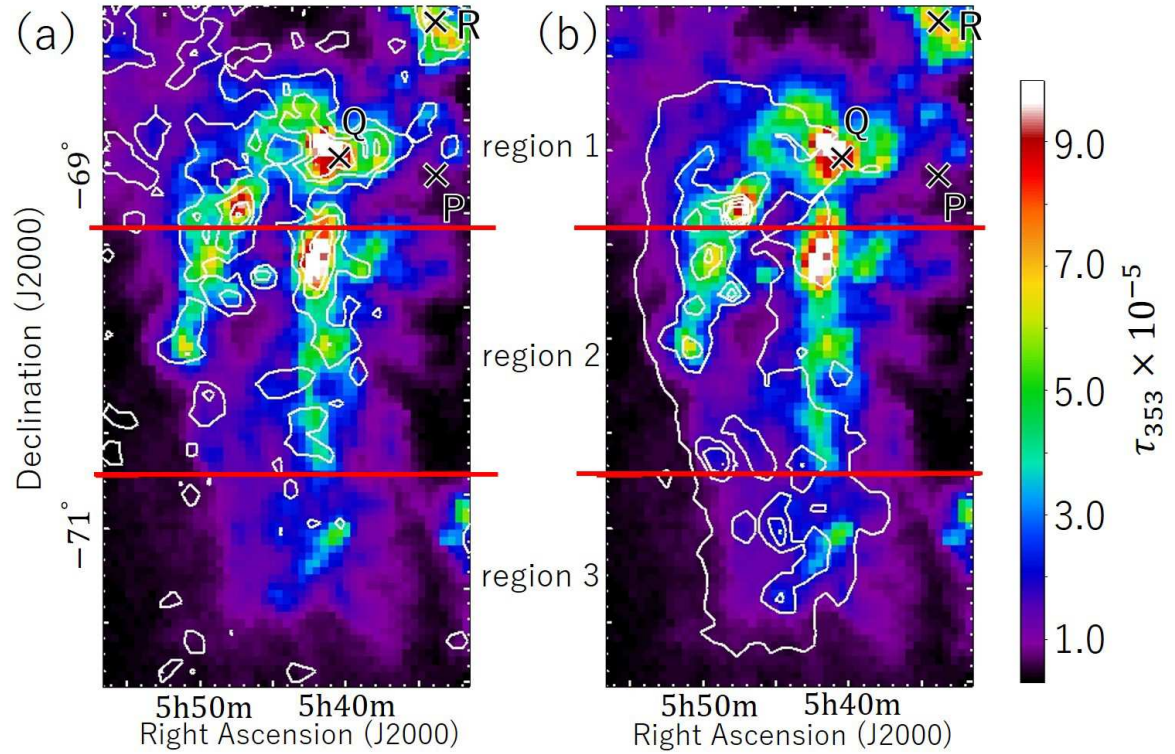 (a)
(b)
R
R
Q
Q
P
P
region 1
region 2
region 3
−69°
−71°
Declination (J2000)
5h50m
5h40m
5h50m
5h40m
Right Ascension (J2000)
Right Ascension (J2000)
9.0
7.0
5.0
3.0
1.0
τ₃₅₃ × 10⁻⁵